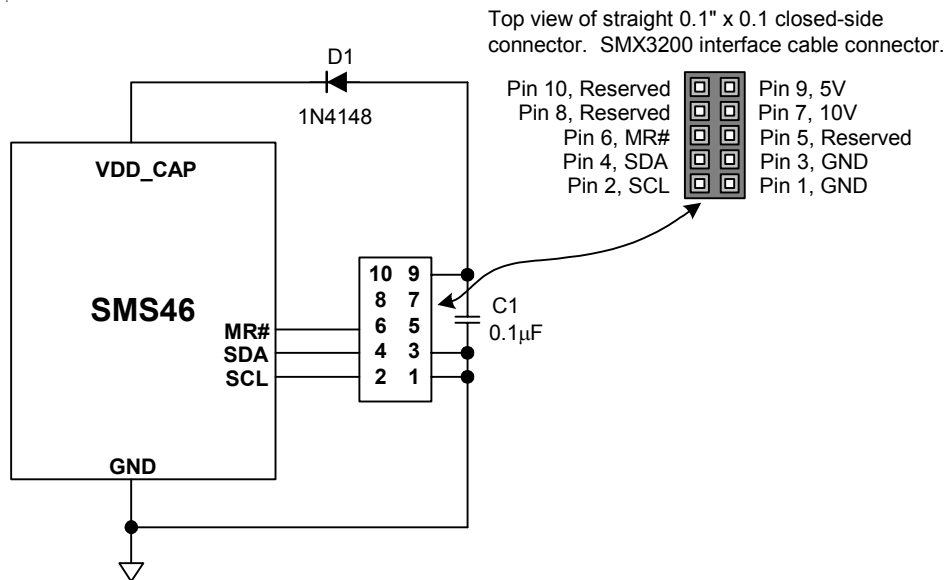 Top view of straight 0.1" x 0.1 closed-side
connector. SMX3200 interface cable connector.
D1
1N4148
Pin 10, Reserved
Pin 9, 5V
Pin 8, Reserved
Pin 7, 10V
Pin 6, MR#
Pin 5, Reserved
Pin 4, SDA
Pin 3, GND
Pin 2, SCL
Pin 1, GND
VDD_CAP
SMS46
MR#
SDA
SCL
GND
10 9
8 7
6 5
4 3
2 1
C1
0.1μF